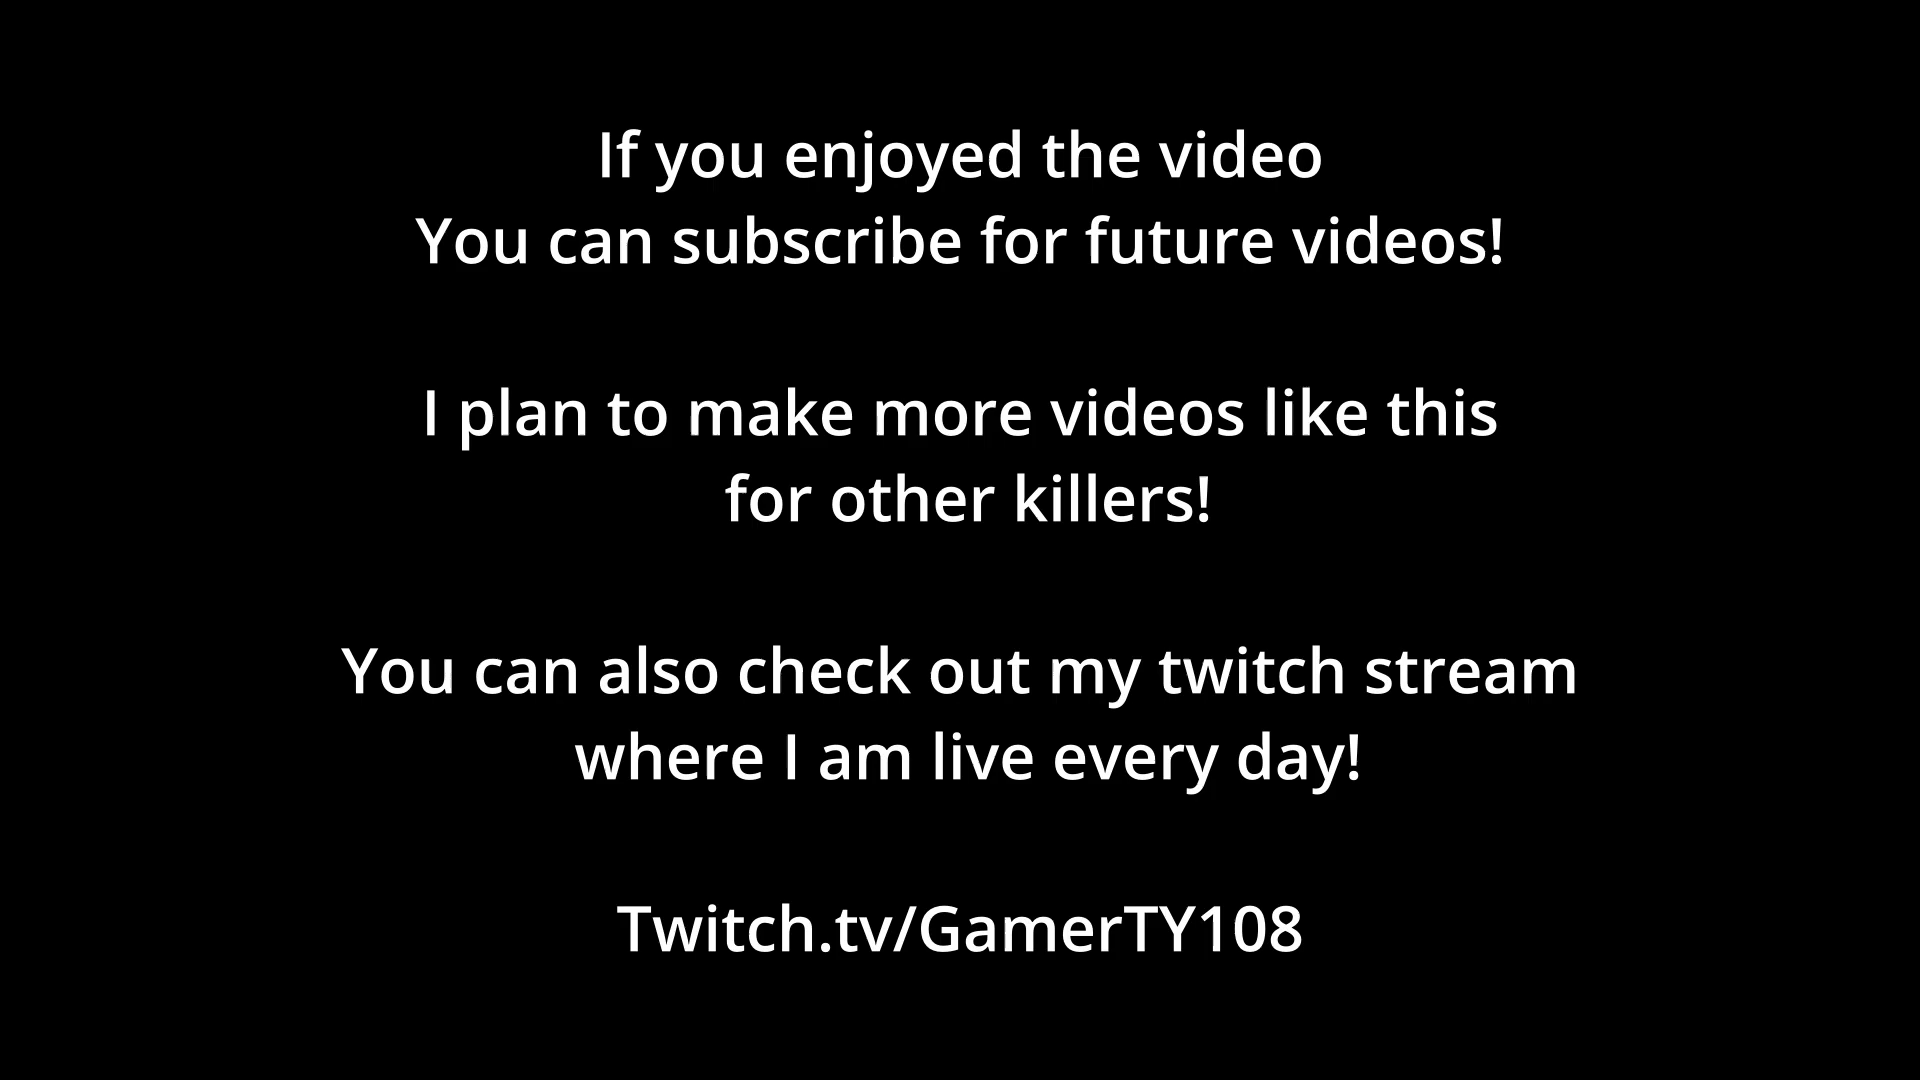 If you enjoyed the video
You can subscribe for future videos!
I plan to make more videos like this
for other killers!
You can also check out my twitch stream
where I am live every day!
Twitch.tv/GamerTY108